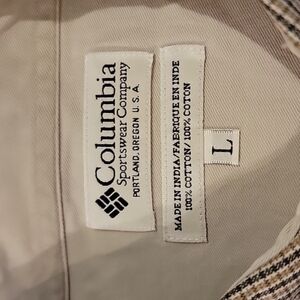 Columbia
Sportswear Company
PORTLAND, OREGON U.S.A.
MADE IN INDIA/FABRIQUE EN INDE
100% COTTON/100% COTON
L